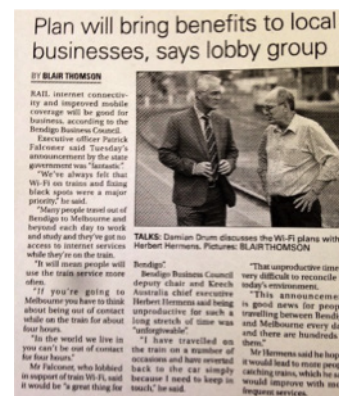 Plan will bring benefits to local
businesses, says lobby group
BY BLAIR THOMSON
RAIL internet connectiv-
ity and improved mobile
coverage will be good for
business, according to the
Bendigo Business Council.
Executive officer Patrick
Falconer said Tuesday's
announcement by the state
government was "fantastic".
"We've always felt that
Wi-Fi on trains and fixing
black spots were a major
priority," he said.
"Many people travel out of
Bendigo to Melbourne and
beyond each day to work
and study and they've got no
access to internet services
while they're on the train.
"It will mean people will
use the train service more
often.
"If you're going to
Melbourne you have to think
about being out of contact
while on the train for about
four hours.
"In the world we live in
you can't be out of contact
for four hours."
Mr Falconer, who lobbied
in support of train Wi-Fi, said
it would be "a great thing for
TALKS: Damian Drum discusses the Wi-Fi plans with
Herbert Hermens. Pictures: BLAIR THOMSON
Bendigo".
Bendigo Business Council
deputy chair and Keech
Australia chief executive
Herbert Hermens said being
unproductive for such a
long stretch of time was
"unforgiveable".
"I have travelled on
the train on a number of
occasions and have reverted
back to the car simply
because I need to keep in
touch," he said.
"That unproductive time
very difficult to reconcile
today's environment.
"This announceme
is good news for peop
travelling between Bendi
and Melbourne every d
and there are hundreds
them."
Mr Hermens said he hop
it would lead to more peop
catching trains, which he s
would improve with mo
frequent services.